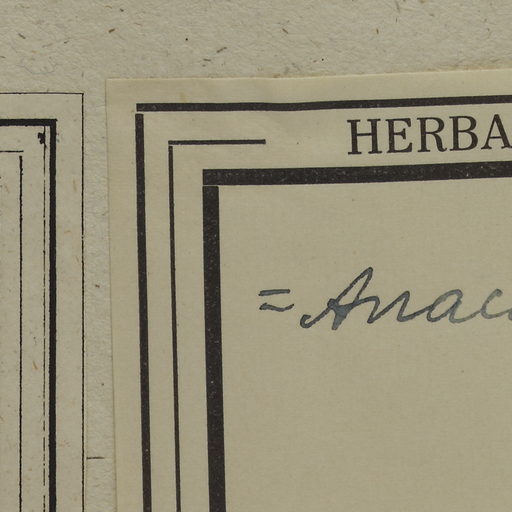 HERBA
= Anac